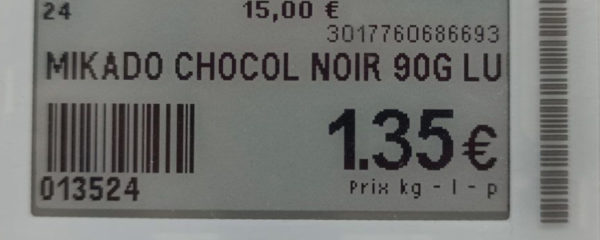 24 15,00 €
3017760686693
MIKADO CHOCOL NOIR 90G LU
1.35€
013524
Prix kg - l - p